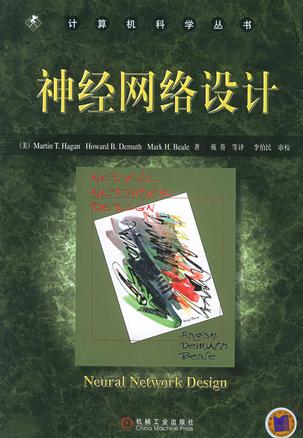 计算机科学丛书
神经网络设计
(美) Martin T. Hagan Howard B. Demuth Mark H. Beale 著 戴葵 等译 李伯民 审校
NEURAL
NETWORK
DESIGN
Hagan
Demuth
Beale
Neural Network Design
机械工业出版社
China Machine Press